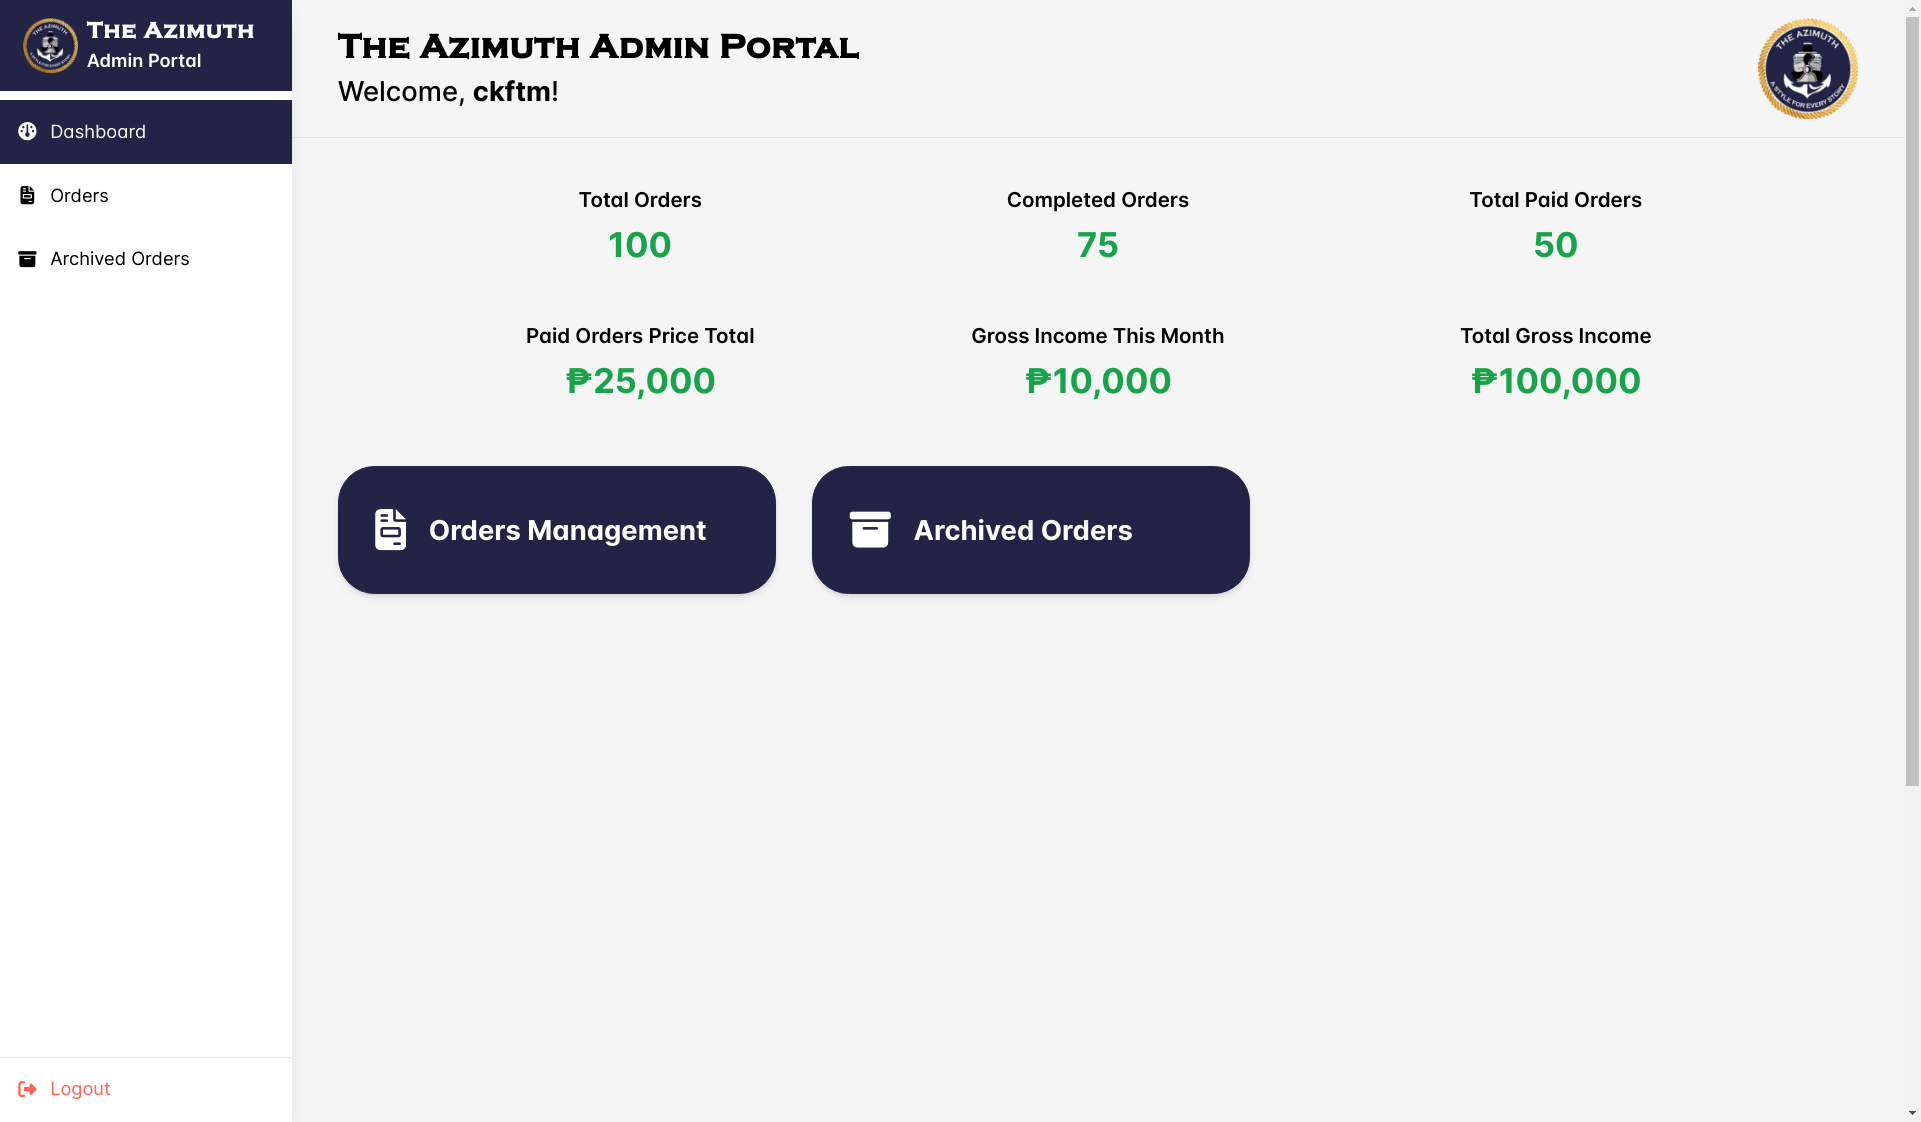 The Azimuth
Admin Portal
Dashboard
Orders
Archived Orders
Logout
The Azimuth Admin Portal
Welcome, ckftm!
THE AZIMUTH
A STYLE FOR EVERY STORY
Total Orders
100
Completed Orders
75
Total Paid Orders
50
Paid Orders Price Total
₱25,000
Gross Income This Month
₱10,000
Total Gross Income
₱100,000
Orders Management
Archived Orders